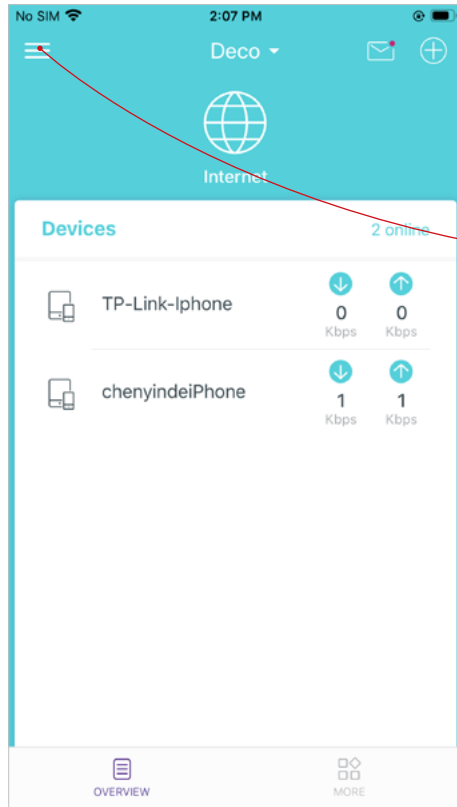 No SIM 2:07 PM
Deco
Internet
Devices 2 online
TP-Link-Iphone
0 0
Kbps Kbps
chenyindeiPhone
1 1
Kbps Kbps
OVERVIEW MORE